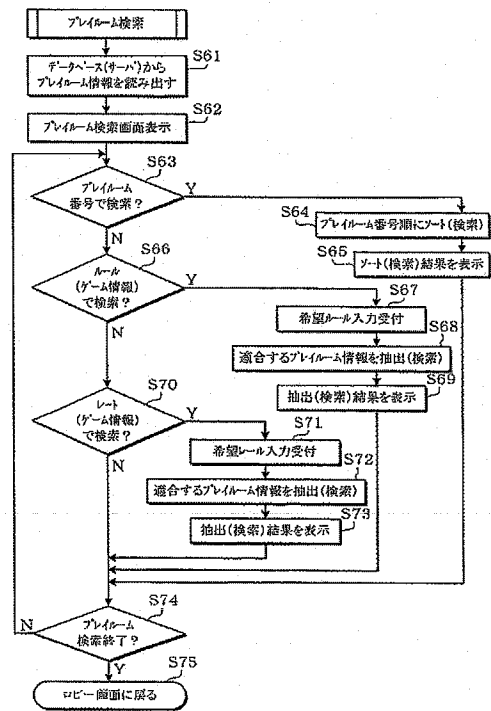 プレイルーム検索
データベース(サーバ)から
プレイルーム情報を読み出す
S61
プレイルーム検索画面表示
S62
プレイルーム
番号で検索?
S63
Y
N
S64
プレイルーム番号順にソート(検索)
S65
ソート(検索)結果を表示
ルール
(ゲーム情報)
で検索?
S66
Y
N
S67
希望ルール入力受付
S68
適合するプレイルーム情報を抽出(検索)
S69
抽出(検索)結果を表示
レート
(ゲーム情報)
で検索?
S70
Y
N
S71
希望レール入力受付
S72
適合するプレイルーム情報を抽出(検索)
S73
抽出(検索)結果を表示
プレイルーム
検索終了?
S74
N
Y
S75
ロビー画面に戻る